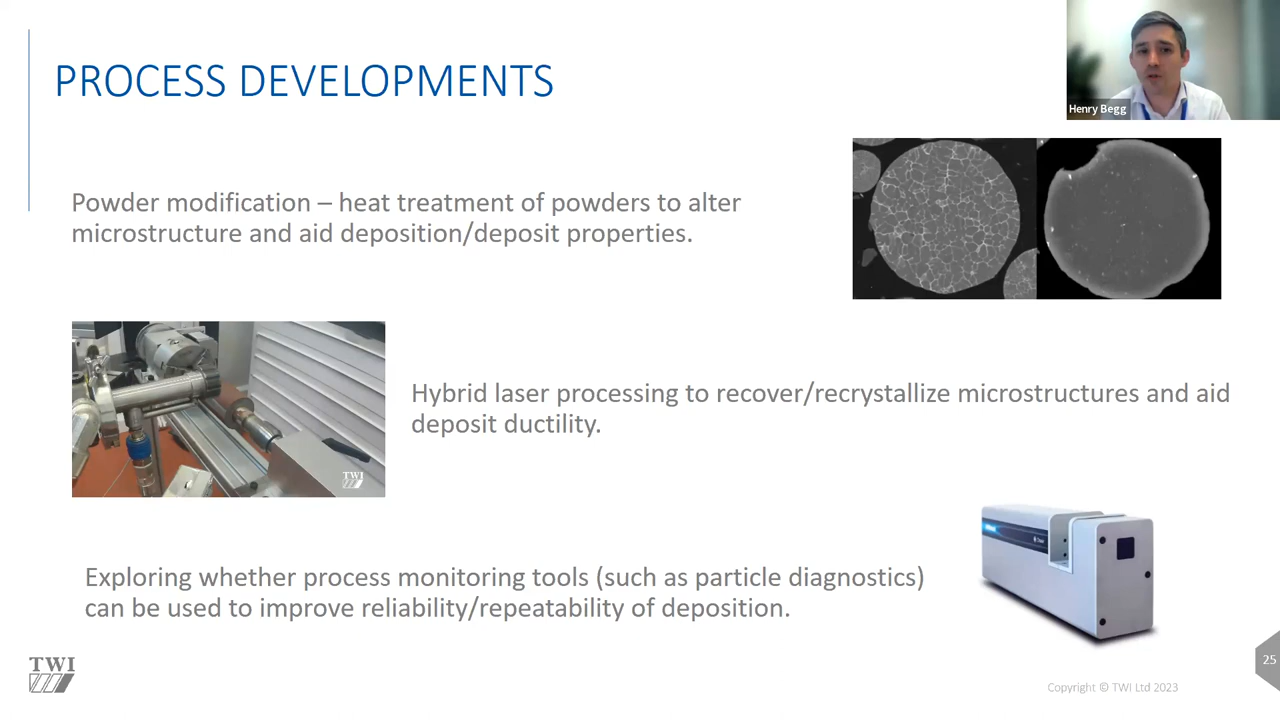 PROCESS DEVELOPMENTS
Henry Begg
Powder modification – heat treatment of powders to alter
microstructure and aid deposition/deposit properties.
Hybrid laser processing to recover/recrystallize microstructures and aid
deposit ductility.
TWI
Exploring whether process monitoring tools (such as particle diagnostics)
can be used to improve reliability/repeatability of deposition.
TWI
Copyright © TWI Ltd 2023
25